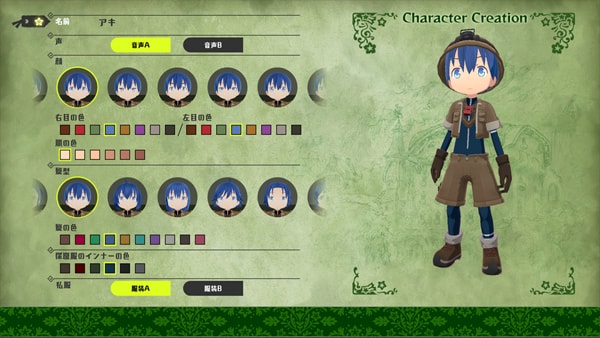 Character Creation
名前 アキ
声 音声A 音声B
顔
右目の色 左目の色
/
肌の色
髪型
髪の色
探窟服のインナーの色
私服 服装A 服装B